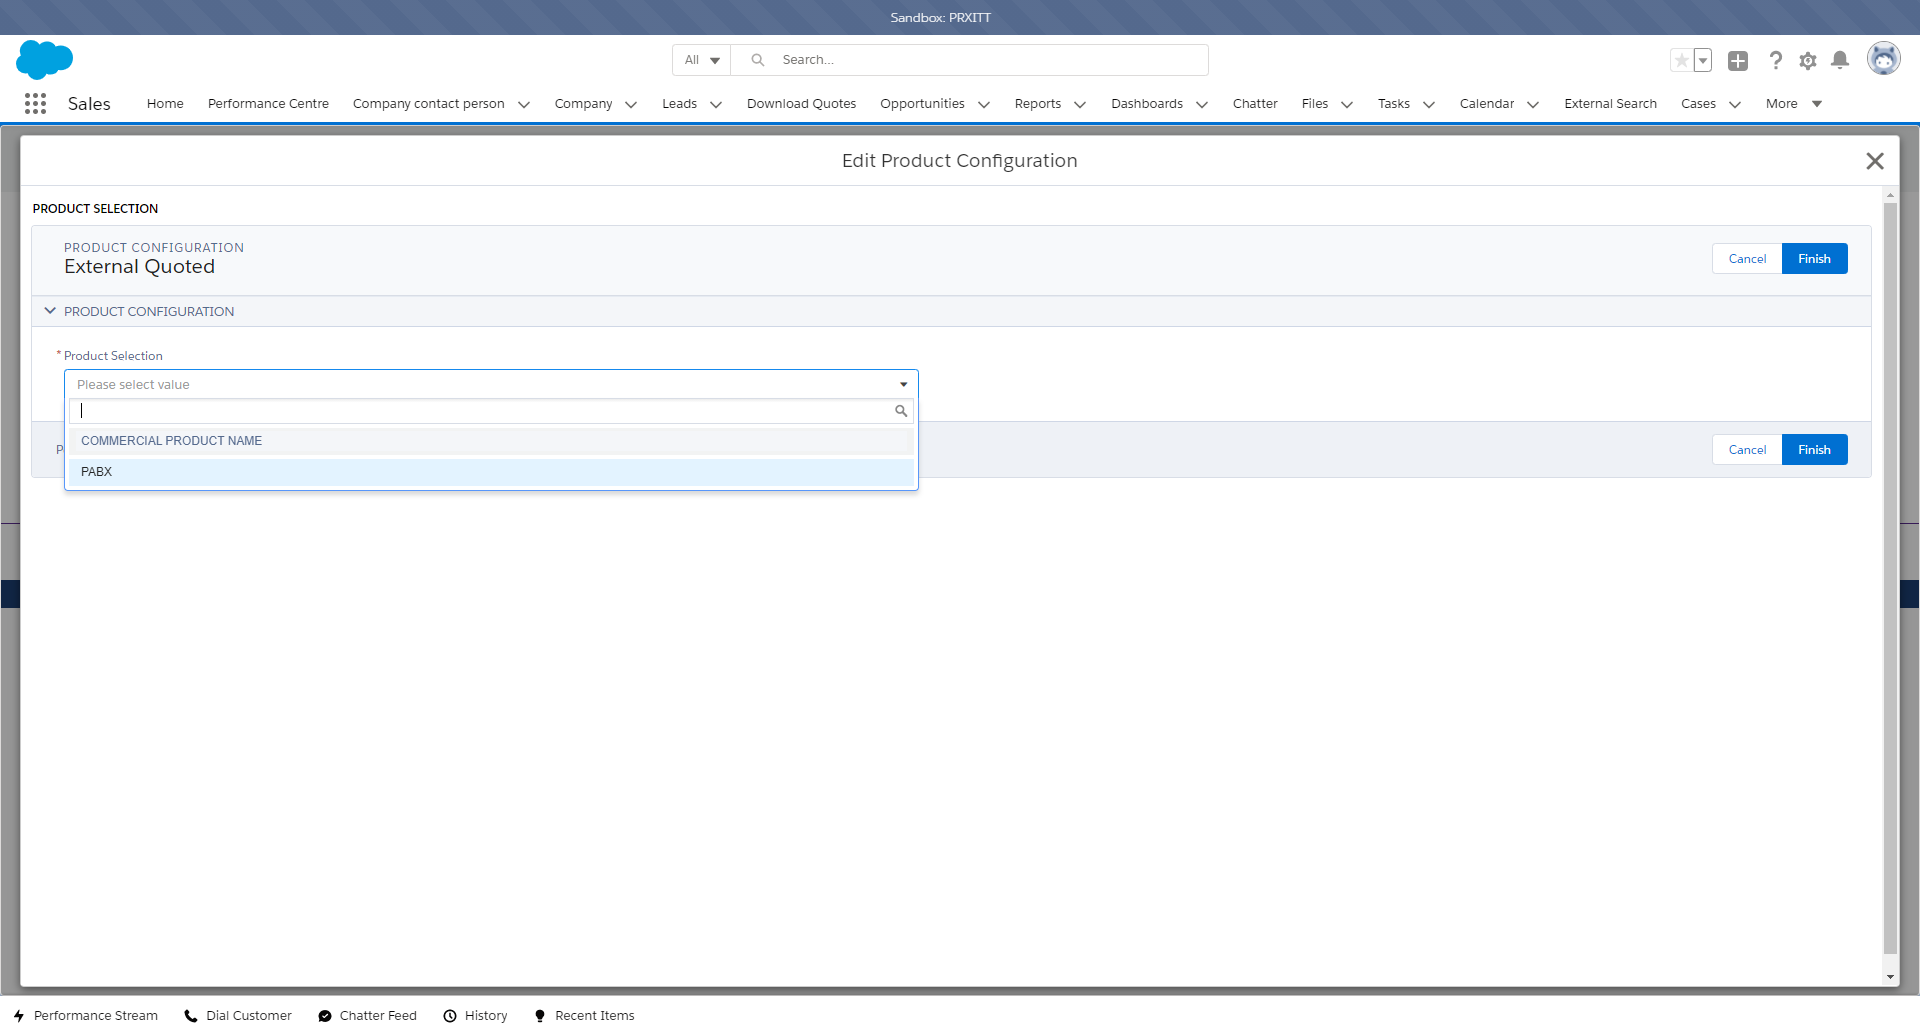 Sandbox: PRXITT
All
Search...
Sales
Home
Performance Centre
Company contact person
Company
Leads
Download Quotes
Opportunities
Reports
Dashboards
Chatter
Files
Tasks
Calendar
External Search
Cases
More
Edit Product Configuration
PRODUCT SELECTION
PRODUCT CONFIGURATION
External Quoted
Cancel
Finish
PRODUCT CONFIGURATION
* Product Selection
Please select value
COMMERCIAL PRODUCT NAME
P
Cancel
Finish
PABX
Performance Stream
Dial Customer
Chatter Feed
History
Recent Items